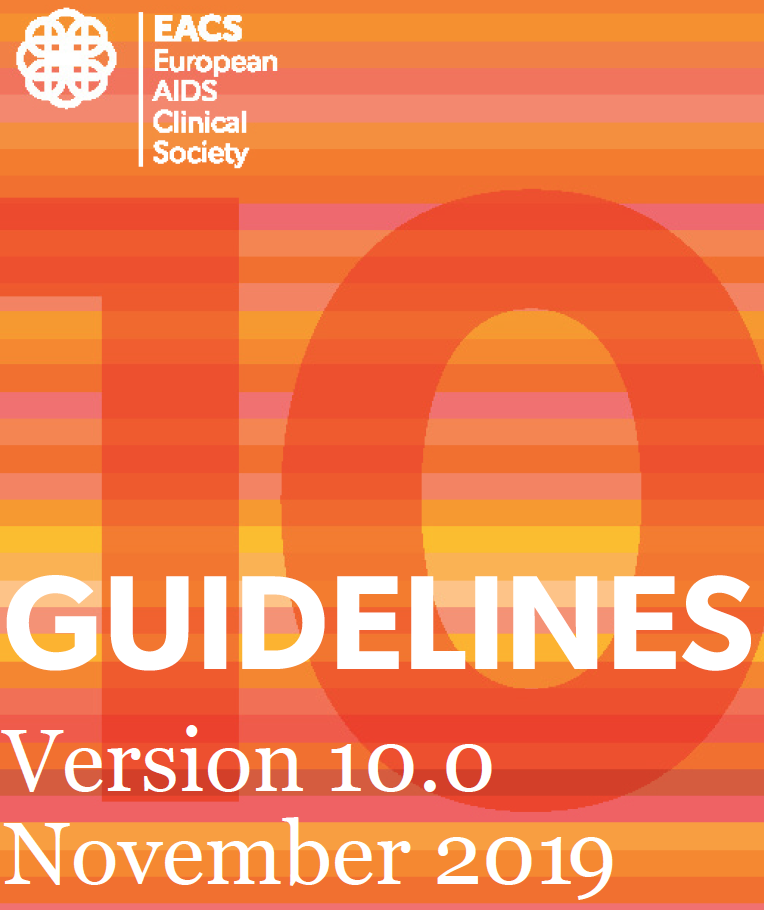 EACS
European
AIDS
Clinical
Society
10
GUIDELINES
Version 10.0
November 2019